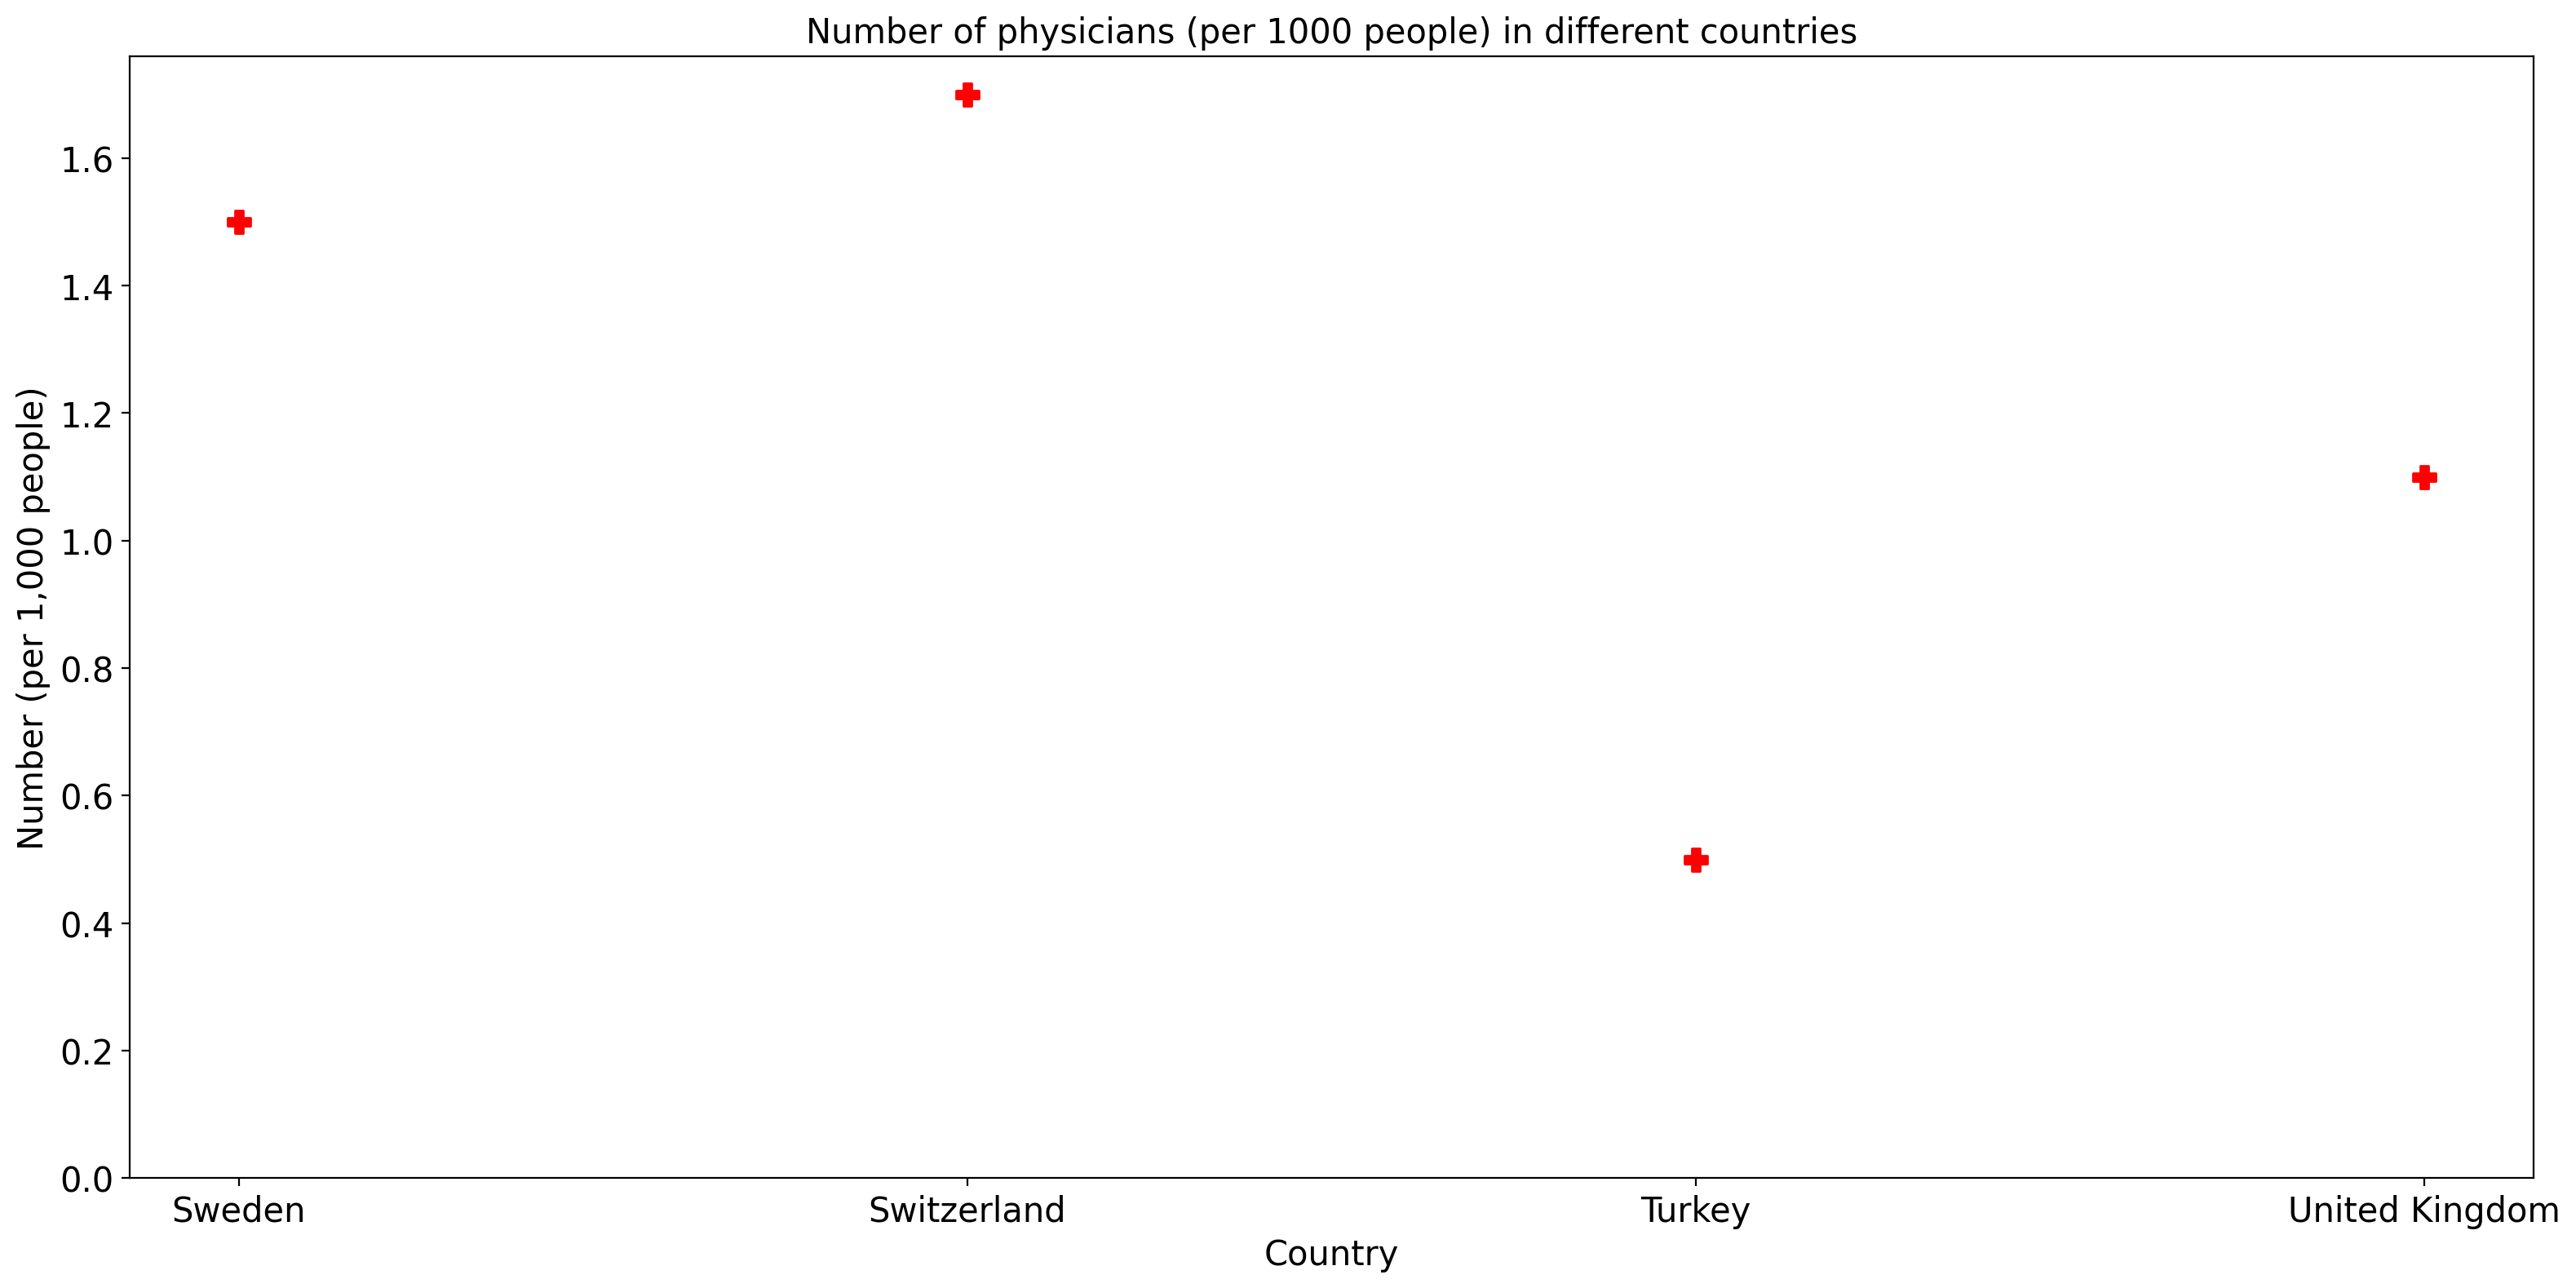 Number of physicians (per 1000 people) in different countries
Number (per 1,000 people)
1.6
1.4
1.2
1.0
0.8
0.6
0.4
0.2
0.0
Sweden
Switzerland
Turkey
United Kingdom
Country